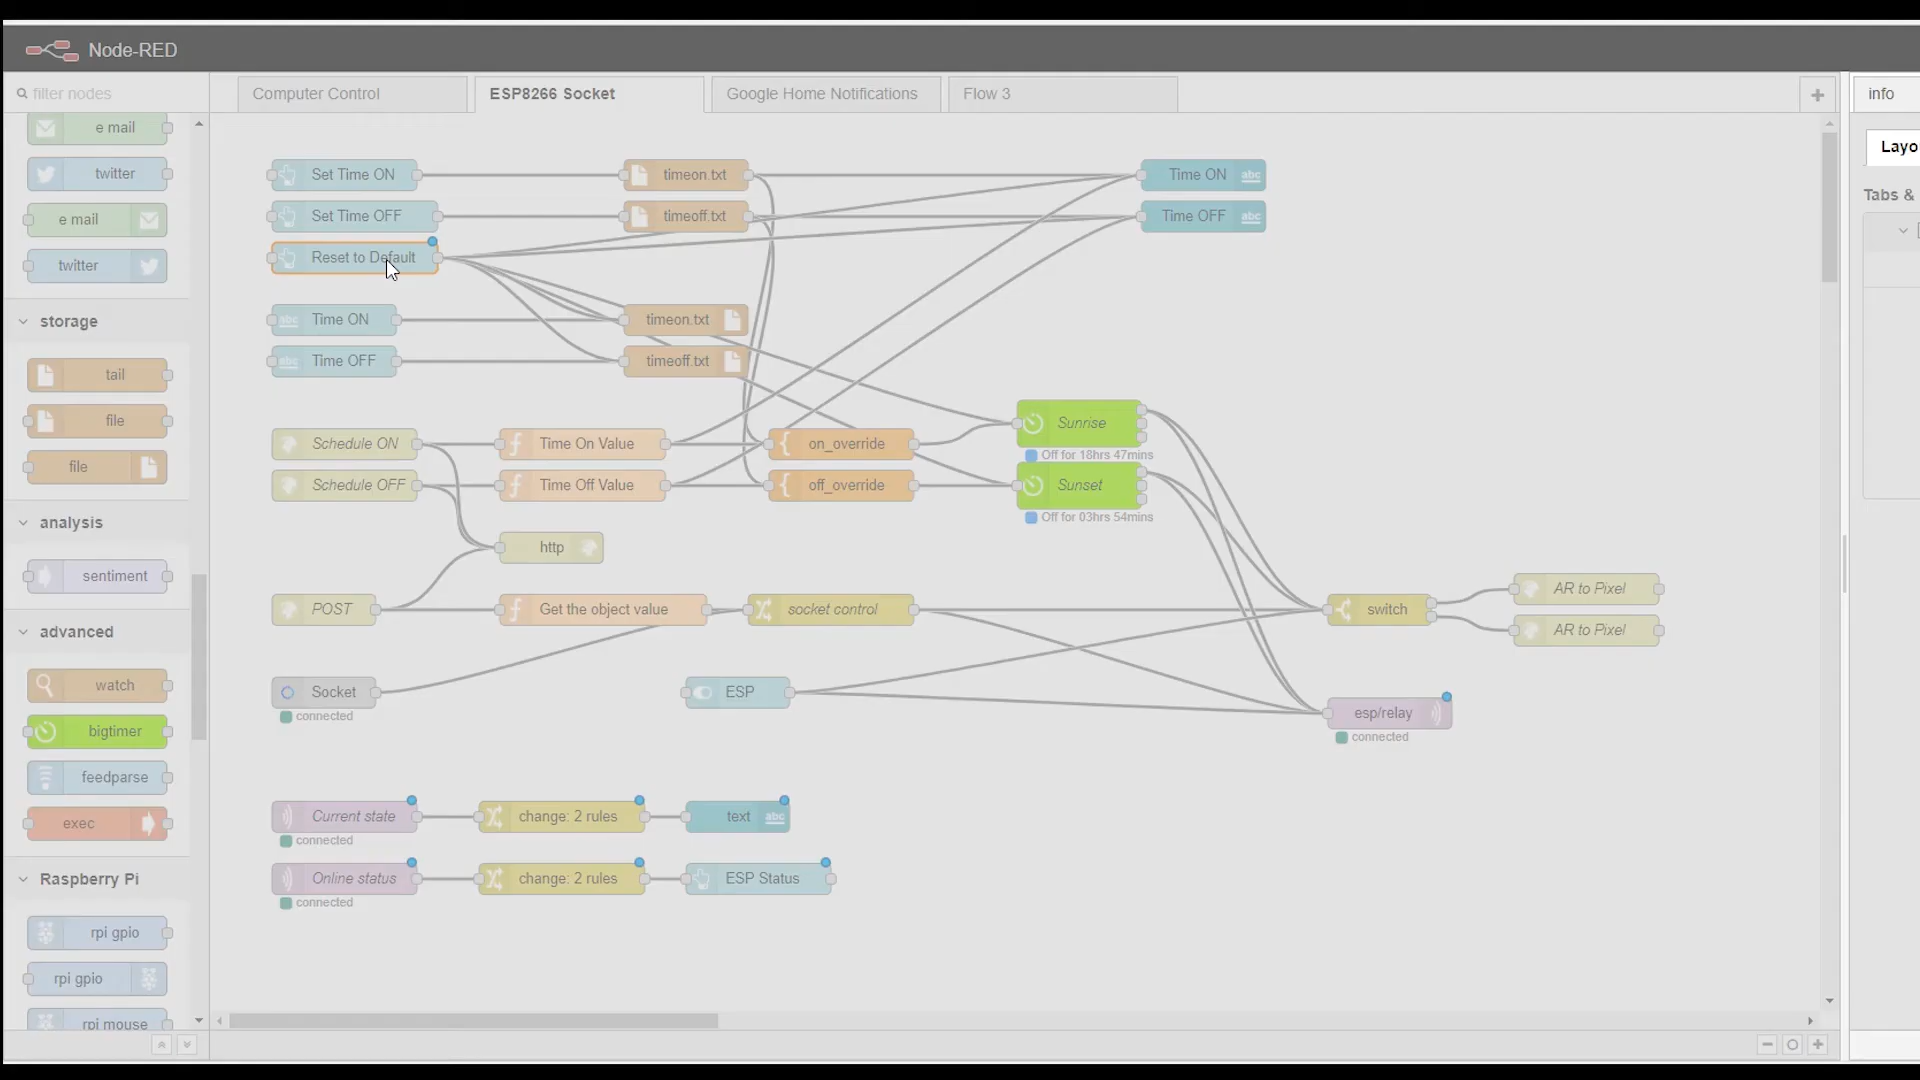 Node-RED
filter nodes
Computer Control
ESP8266 Socket
Google Home Notifications
Flow 3
info
e mail
twitter
e mail
twitter
storage
tail
file
file
analysis
sentiment
advanced
watch
bigtimer
feedparse
exec
Raspberry Pi
rpi gpio
rpi gpio
rpi mouse
Set Time ON
timeon.txt
Time ON
abc
Set Time OFF
timeoff.txt
Time OFF
abc
Reset to Default
abc
Time ON
timeon.txt
abc
Time OFF
timeoff.txt
Schedule ON
Time On Value
on_override
Sunrise
Off for 18hrs 47mins
Schedule OFF
Time Off Value
off_override
Sunset
Off for 03hrs 54mins
http
POST
Get the object value
socket control
switch
AR to Pixel
AR to Pixel
Socket
connected
ESP
esp/relay
connected
Current state
connected
change: 2 rules
text
abc
Online status
connected
change: 2 rules
ESP Status
Layo
Tabs &